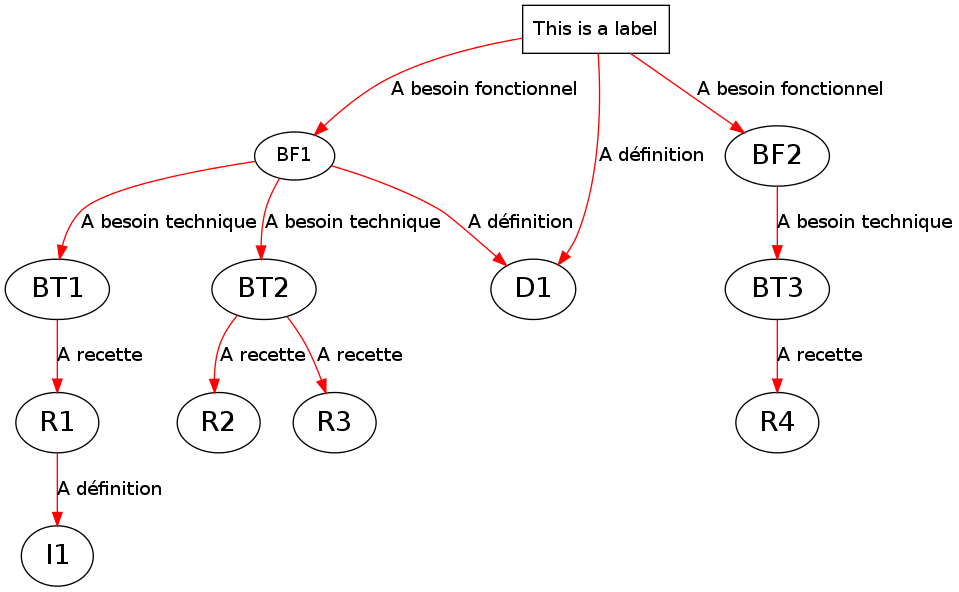 This is a label
A besoin fonctionnel
A besoin fonctionnel
BF1
A définition
BF2
A besoin technique
A besoin technique
A définition
A besoin technique
BT1
BT2
D1
BT3
A recette
A recette
A recette
A recette
R1
R2
R3
R4
A définition
I1